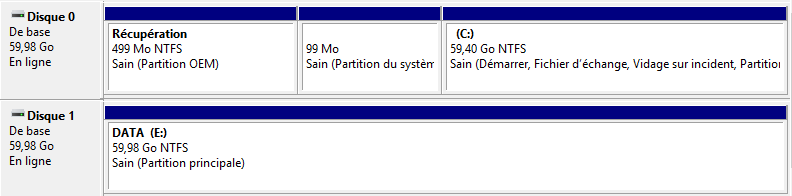 Disque 0
De base
59,98 Go
En ligne
Récupération
499 Mo NTFS
Sain (Partition OEM)
99 Mo
Sain (Partition du systèm
(C:)
59,40 Go NTFS
Sain (Démarrer, Fichier d'échange, Vidage sur incident, Partition
Disque 1
De base
59,98 Go
En ligne
DATA (E:)
59,98 Go NTFS
Sain (Partition principale)